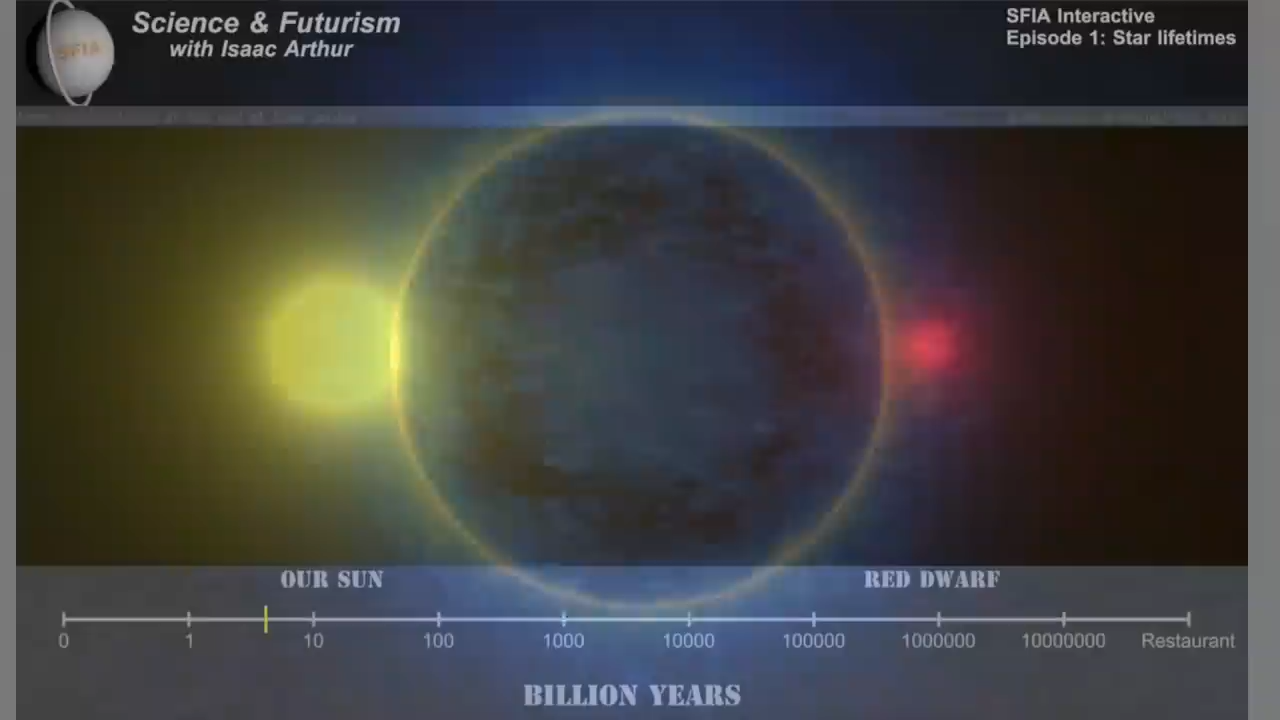 Science & Futurism
with Isaac Arthur
SFIA
SFIA Interactive
Episode 1: Star lifetimes
OUR SUN
RED DWARF
0 1 10 100 1000 10000 100000 1000000 10000000 Restaurant
BILLION YEARS